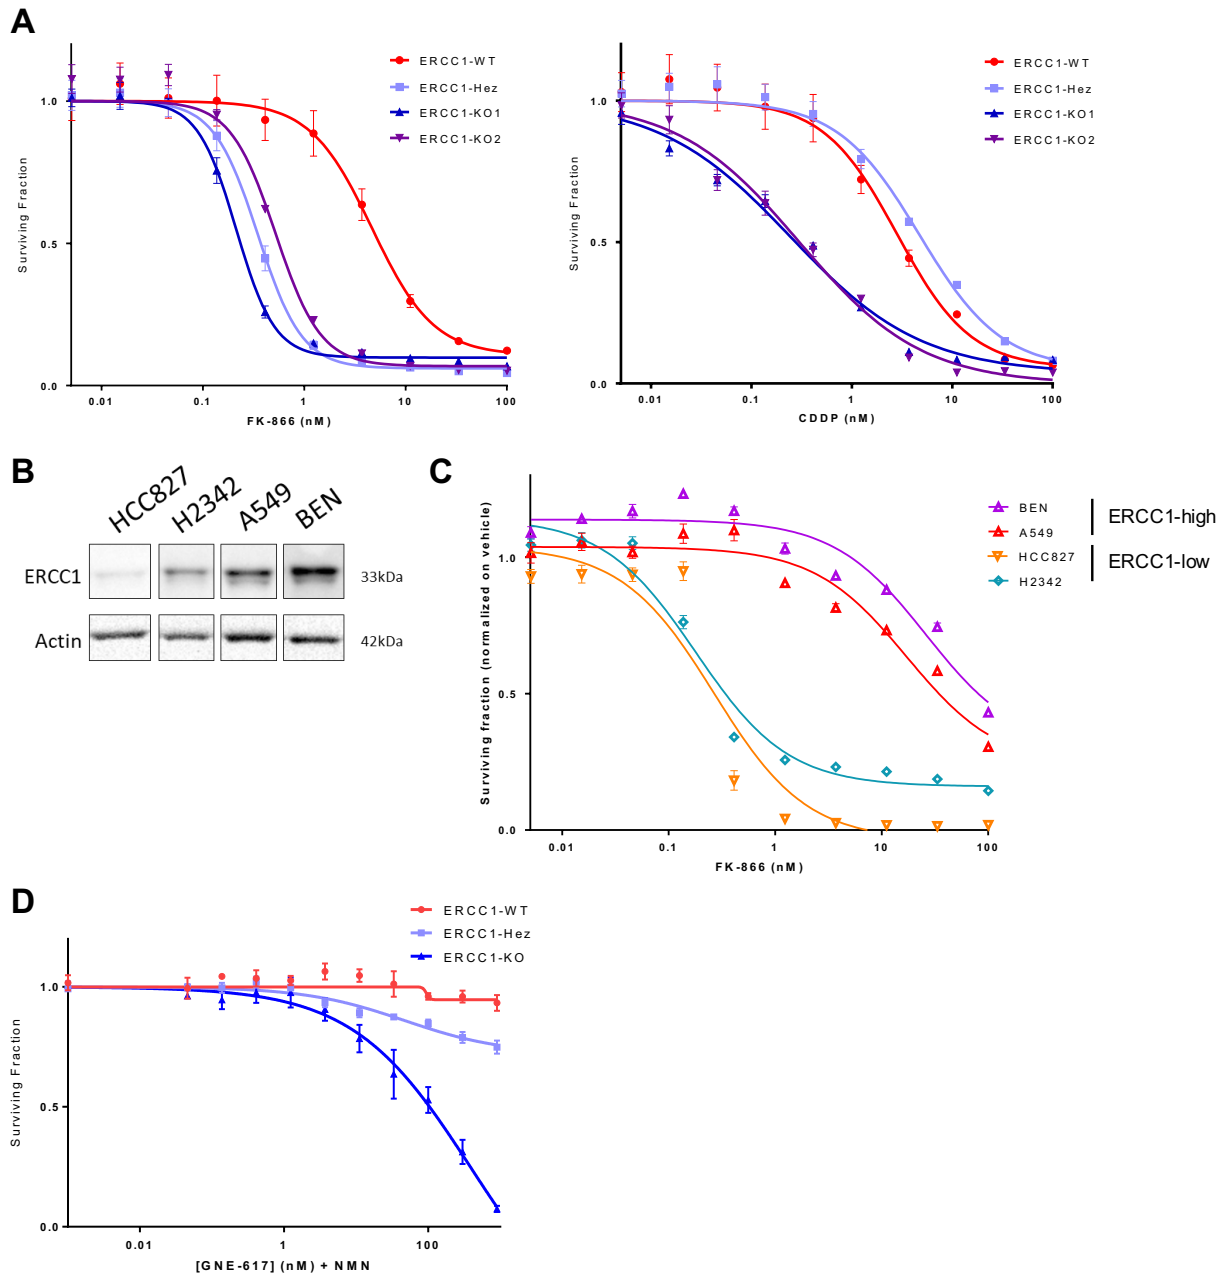 A
ERCC1-WT
ERCC1-Hez
ERCC1-KO1
ERCC1-KO2
1.0
0.5
0.0
Surviving Fraction
0.01
0.1
1
10
100
FK-866 (nM)
ERCC1-WT
ERCC1-Hez
ERCC1-KO1
ERCC1-KO2
1.0
0.5
0.0
Surviving Fraction
0.01
0.1
1
10
100
CDDP (nM)
B
HCC827
H2342
A549
BEN
ERCC1
33kDa
Actin
42kDa
C
BEN
A549
HCC827
H2342
ERCC1-high
ERCC1-low
1.0
0.5
0.0
Surviving fraction (normalized on vehicle)
0.01
0.1
1
10
100
FK-866 (nM)
D
ERCC1-WT
ERCC1-Hez
ERCC1-KO
1.0
0.5
0.0
Surviving Fraction
0.01
1
100
[GNE-617] (nM) + NMN